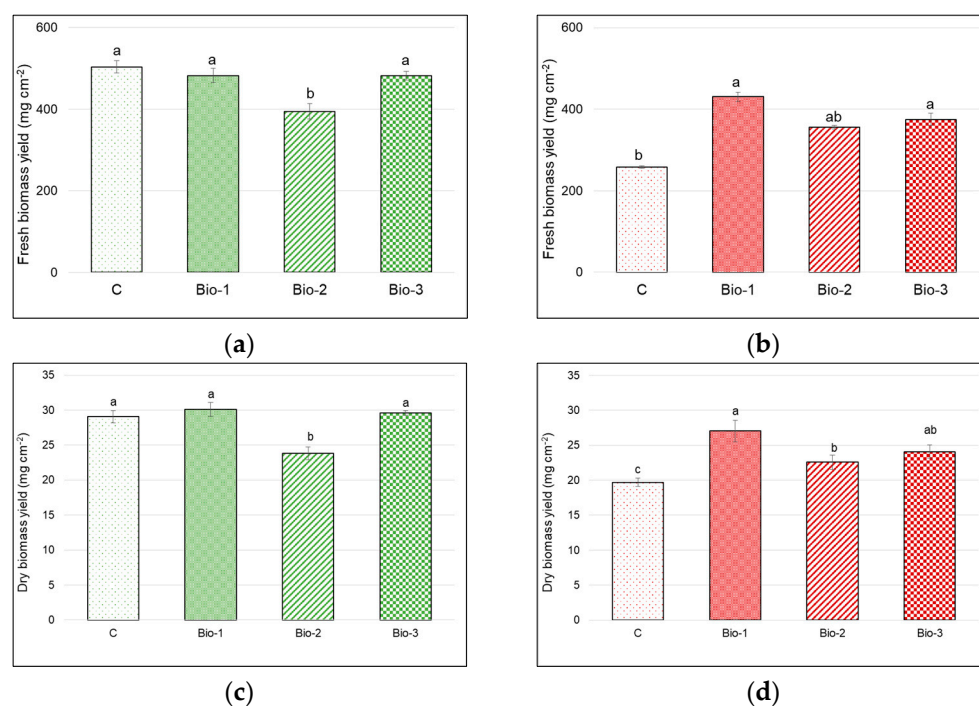 600
400
200
0
Fresh biomass yield (mg cm⁻²)
a
a
b
a
C Bio-1 Bio-2 Bio-3
(a)
600
400
200
0
Fresh biomass yield (mg cm⁻²)
b
a
ab
a
C Bio-1 Bio-2 Bio-3
(b)
35
30
25
20
15
10
5
0
Dry biomass yield (mg cm⁻²)
a
a
b
a
C Bio-1 Bio-2 Bio-3
(c)
35
30
25
20
15
10
5
0
Dry biomass yield (mg cm⁻²)
c
a
b
ab
C Bio-1 Bio-2 Bio-3
(d)